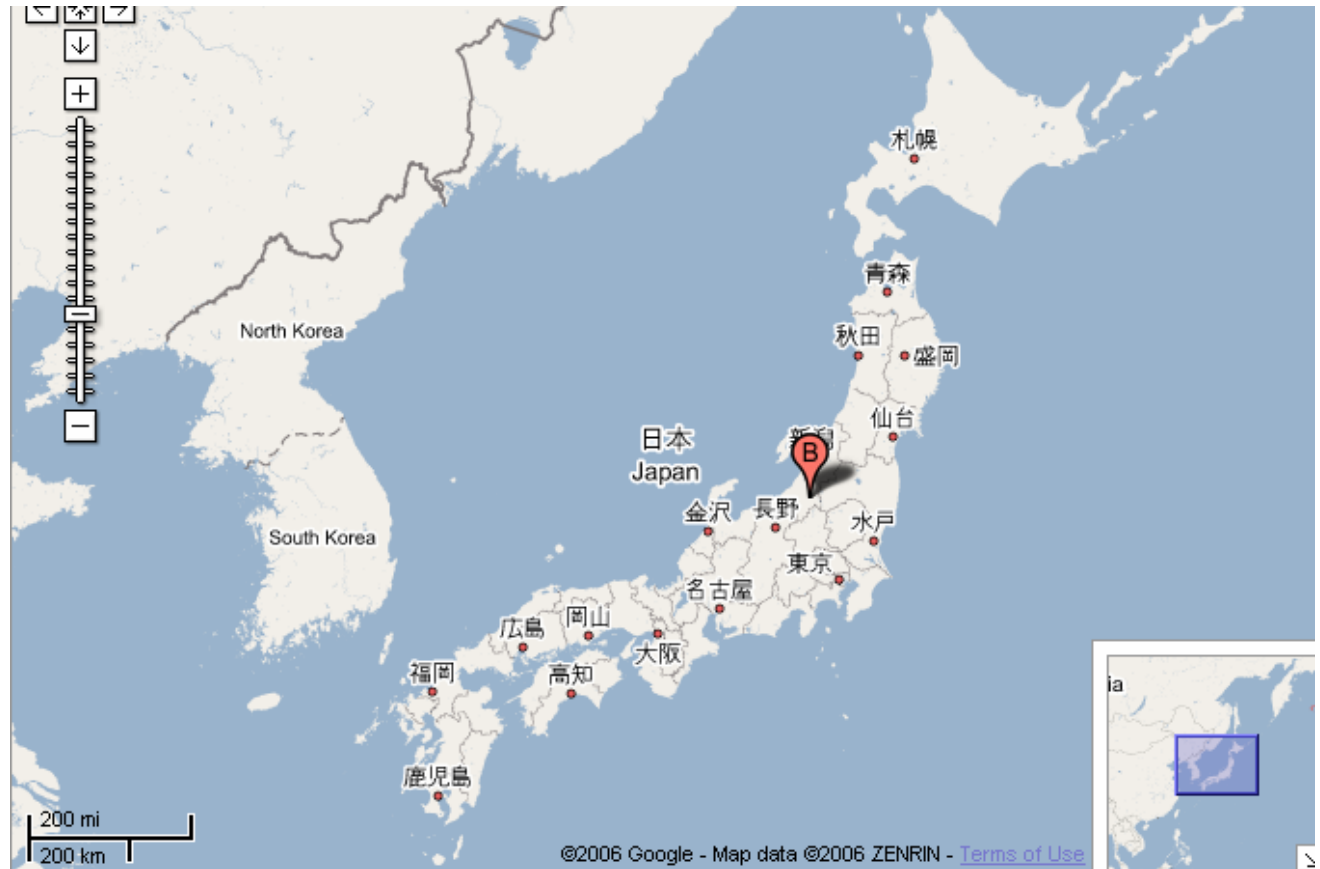 札幌
青森
秋田
盛岡
仙台
North Korea
日本
Japan
新潟
B
South Korea
金沢
長野
水戸
東京
名古屋
広島
岡山
大阪
福岡
高知
鹿児島
ia
200 mi
200 km
©2006 Google - Map data ©2006 ZENRIN - Terms of Use